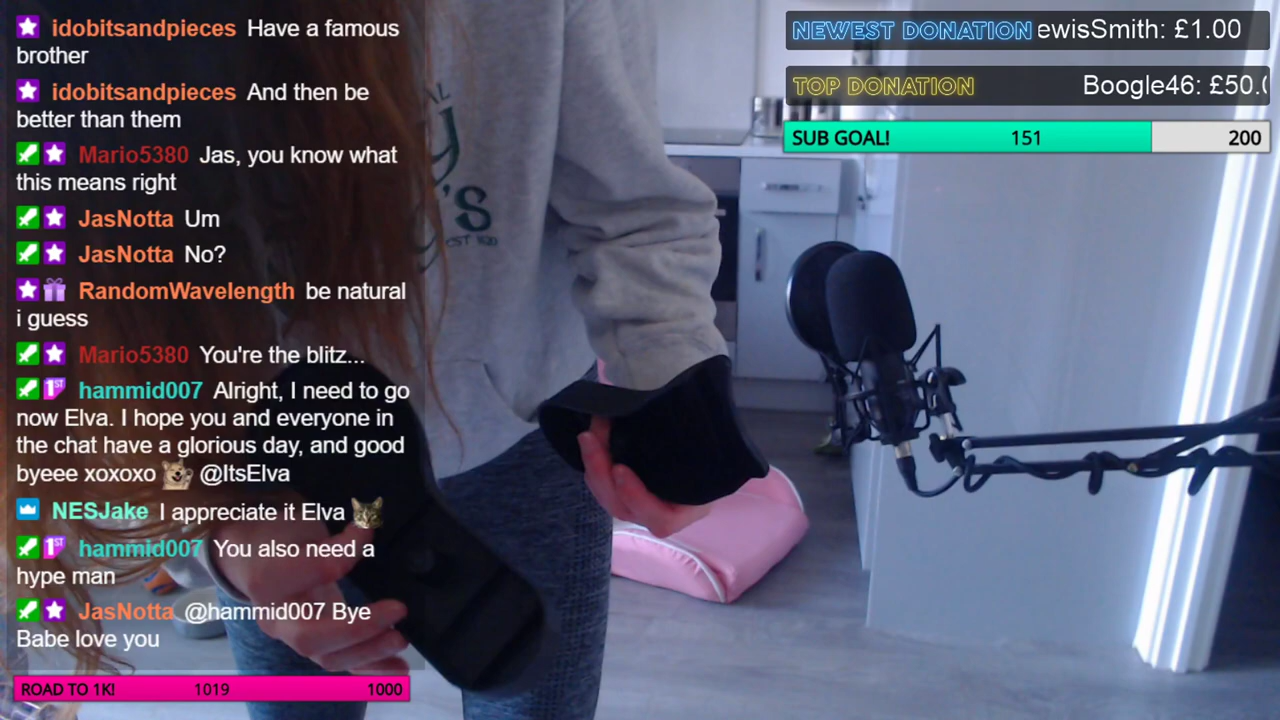 idobitsandpieces Have a famous
brother
idobitsandpieces And then be
better than them
Mario5380 Jas, you know what
this means right
JasNotta Um
JasNotta No?
RandomWavelength be natural
i guess
Mario5380 You're the blitz...
hammid007 Alright, I need to go
now Elva. I hope you and everyone in
the chat have a glorious day, and good
byeee xoxoxo @ItsElva
NESJake I appreciate it Elva
hammid007 You also need a
hype man
JasNotta @hammid007 Bye
Babe love you
ROAD TO 1K! 1019 1000
NEWEST DONATION ewisSmith: £1.00
TOP DONATION Boogle46: £50.
SUB GOAL! 151 200
'S
EST